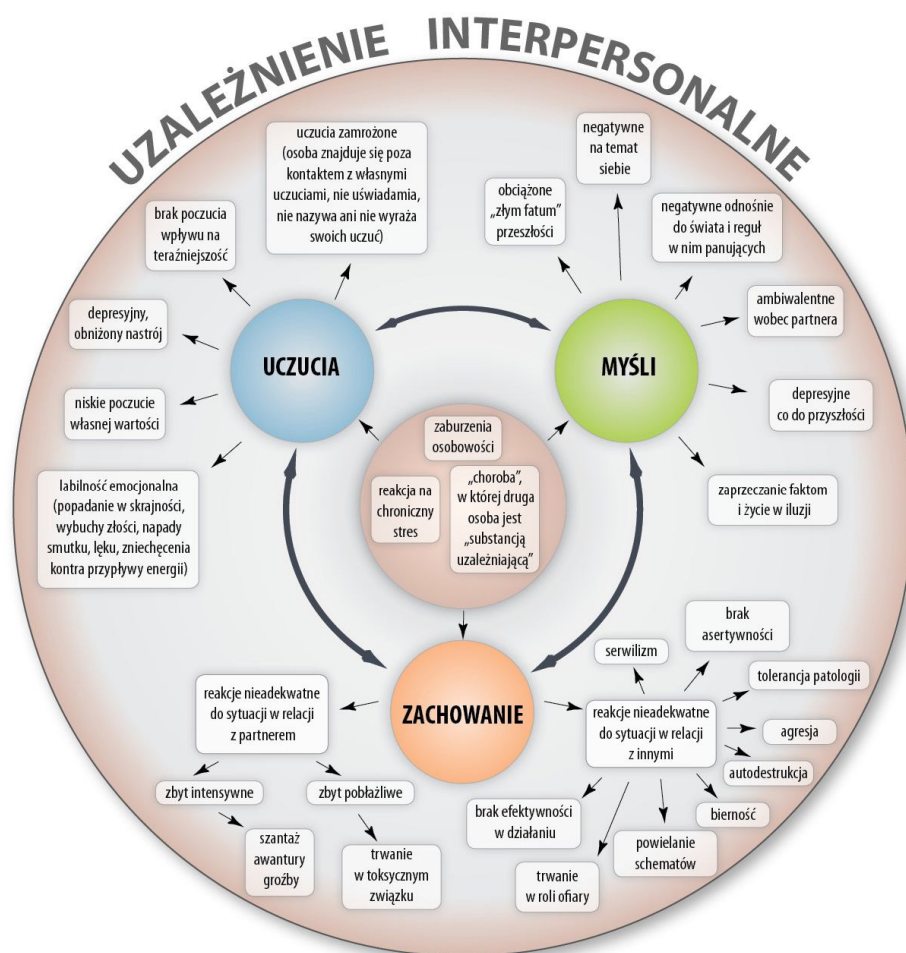 UZALEŻNIENIE INTERPERSONALNE
uczucia zamrożone
(osoba znajduje się poza
kontaktem z własnymi
uczuciami, nie uświadamia,
nie nazywa ani nie wyraża
swoich uczuć)
brak poczucia
wpływu na
teraźniejszość
depresyjny,
obniżony nastrój
niskie poczucie
własnej wartości
labilność emocjonalna
(popadanie w skrajności,
wybuchy złości, napady
smutku, lęku, zniechęcenia
kontra przypływy energii)
UCZUCIA
negatywne
na temat
siebie
obciążone
„złym fatum”
przeszłości
negatywne odnośnie
do świata i reguł
w nim panujących
ambiwalentne
wobec partnera
depresyjne
co do przyszłości
zaprzeczanie faktom
i życie w iluzji
MYŚLI
zaburzenia
osobowości
reakcja na
chroniczny
stres
„choroba”,
w której druga
osoba jest
„substancją
uzależniającą”
ZACHOWANIE
reakcje nieadekwatne
do sytuacji w relacji
z partnerem
zbyt intensywne
zbyt pobłażliwe
szantaż
awantury
groźby
trwanie
w toksycznym
związku
reakcje nieadekwatne
do sytuacji w relacji
z innymi
serwilizm
brak
asertywności
tolerancja patologii
agresja
autodestrukcja
bierność
powielanie
schematów
trwanie
w roli ofiary
brak efektywności
w działaniu